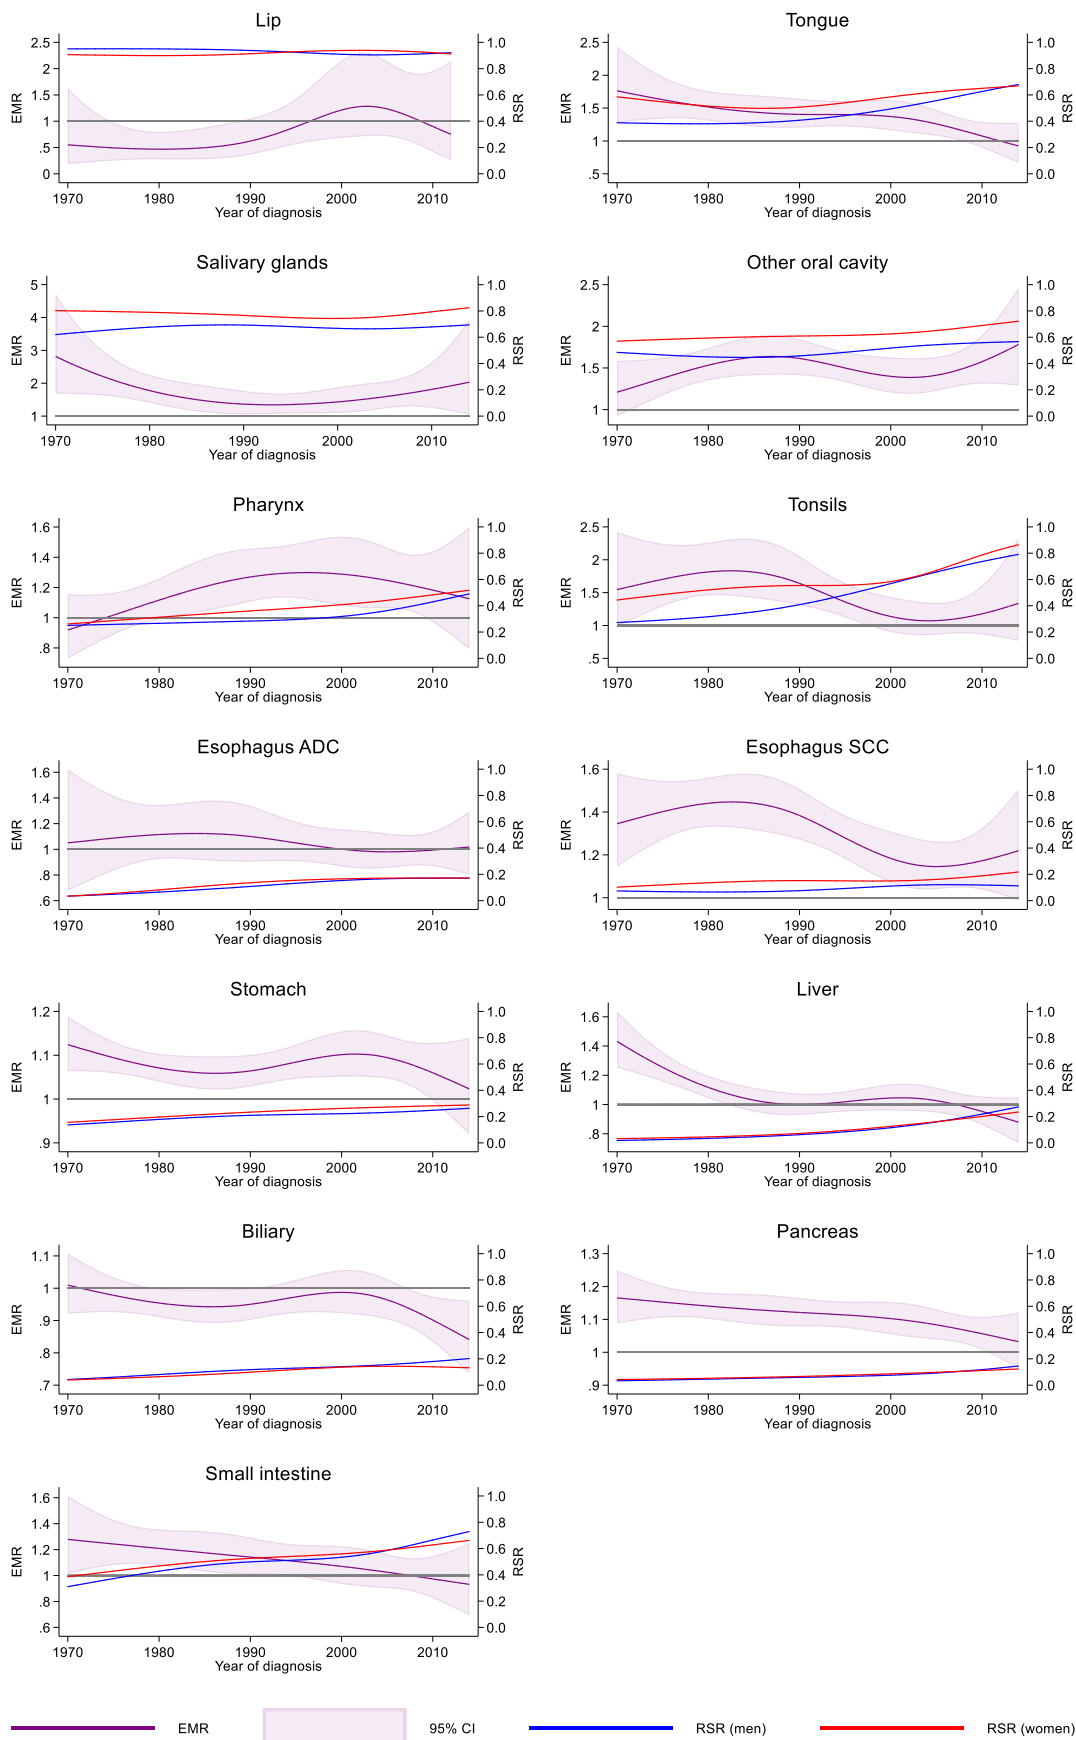 Lip
2.5
2
1.5
1
.5
0
EMR
1.0
0.8
0.6
0.4
0.2
0.0
RSR
1970 1980 1990 2000 2010
Year of diagnosis
Tongue
2.5
2
1.5
1
.5
EMR
1.0
0.8
0.6
0.4
0.2
0.0
RSR
1970 1980 1990 2000 2010
Year of diagnosis
Salivary glands
5
4
3
2
1
EMR
1.0
0.8
0.6
0.4
0.2
0.0
RSR
1970 1980 1990 2000 2010
Year of diagnosis
Other oral cavity
2.5
2
1.5
1
EMR
1.0
0.8
0.6
0.4
0.2
0.0
RSR
1970 1980 1990 2000 2010
Year of diagnosis
Pharynx
1.6
1.4
1.2
1
.8
EMR
1.0
0.8
0.6
0.4
0.2
0.0
RSR
1970 1980 1990 2000 2010
Year of diagnosis
Tonsils
2.5
2
1.5
1
.5
EMR
1.0
0.8
0.6
0.4
0.2
0.0
RSR
1970 1980 1990 2000 2010
Year of diagnosis
Esophagus ADC
1.6
1.4
1.2
1
.8
.6
EMR
1.0
0.8
0.6
0.4
0.2
0.0
RSR
1970 1980 1990 2000 2010
Year of diagnosis
Esophagus SCC
1.6
1.4
1.2
1
EMR
1.0
0.8
0.6
0.4
0.2
0.0
RSR
1970 1980 1990 2000 2010
Year of diagnosis
Stomach
1.2
1.1
1
.9
EMR
1.0
0.8
0.6
0.4
0.2
0.0
RSR
1970 1980 1990 2000 2010
Year of diagnosis
Liver
1.6
1.4
1.2
1
.8
EMR
1.0
0.8
0.6
0.4
0.2
0.0
RSR
1970 1980 1990 2000 2010
Year of diagnosis
Biliary
1.1
1
.9
.8
.7
EMR
1.0
0.8
0.6
0.4
0.2
0.0
RSR
1970 1980 1990 2000 2010
Year of diagnosis
Pancreas
1.3
1.2
1.1
1
.9
EMR
1.0
0.8
0.6
0.4
0.2
0.0
RSR
1970 1980 1990 2000 2010
Year of diagnosis
Small intestine
1.6
1.4
1.2
1
.8
.6
EMR
1.0
0.8
0.6
0.4
0.2
0.0
RSR
1970 1980 1990 2000 2010
Year of diagnosis
EMR 95% CI RSR (men) RSR (women)